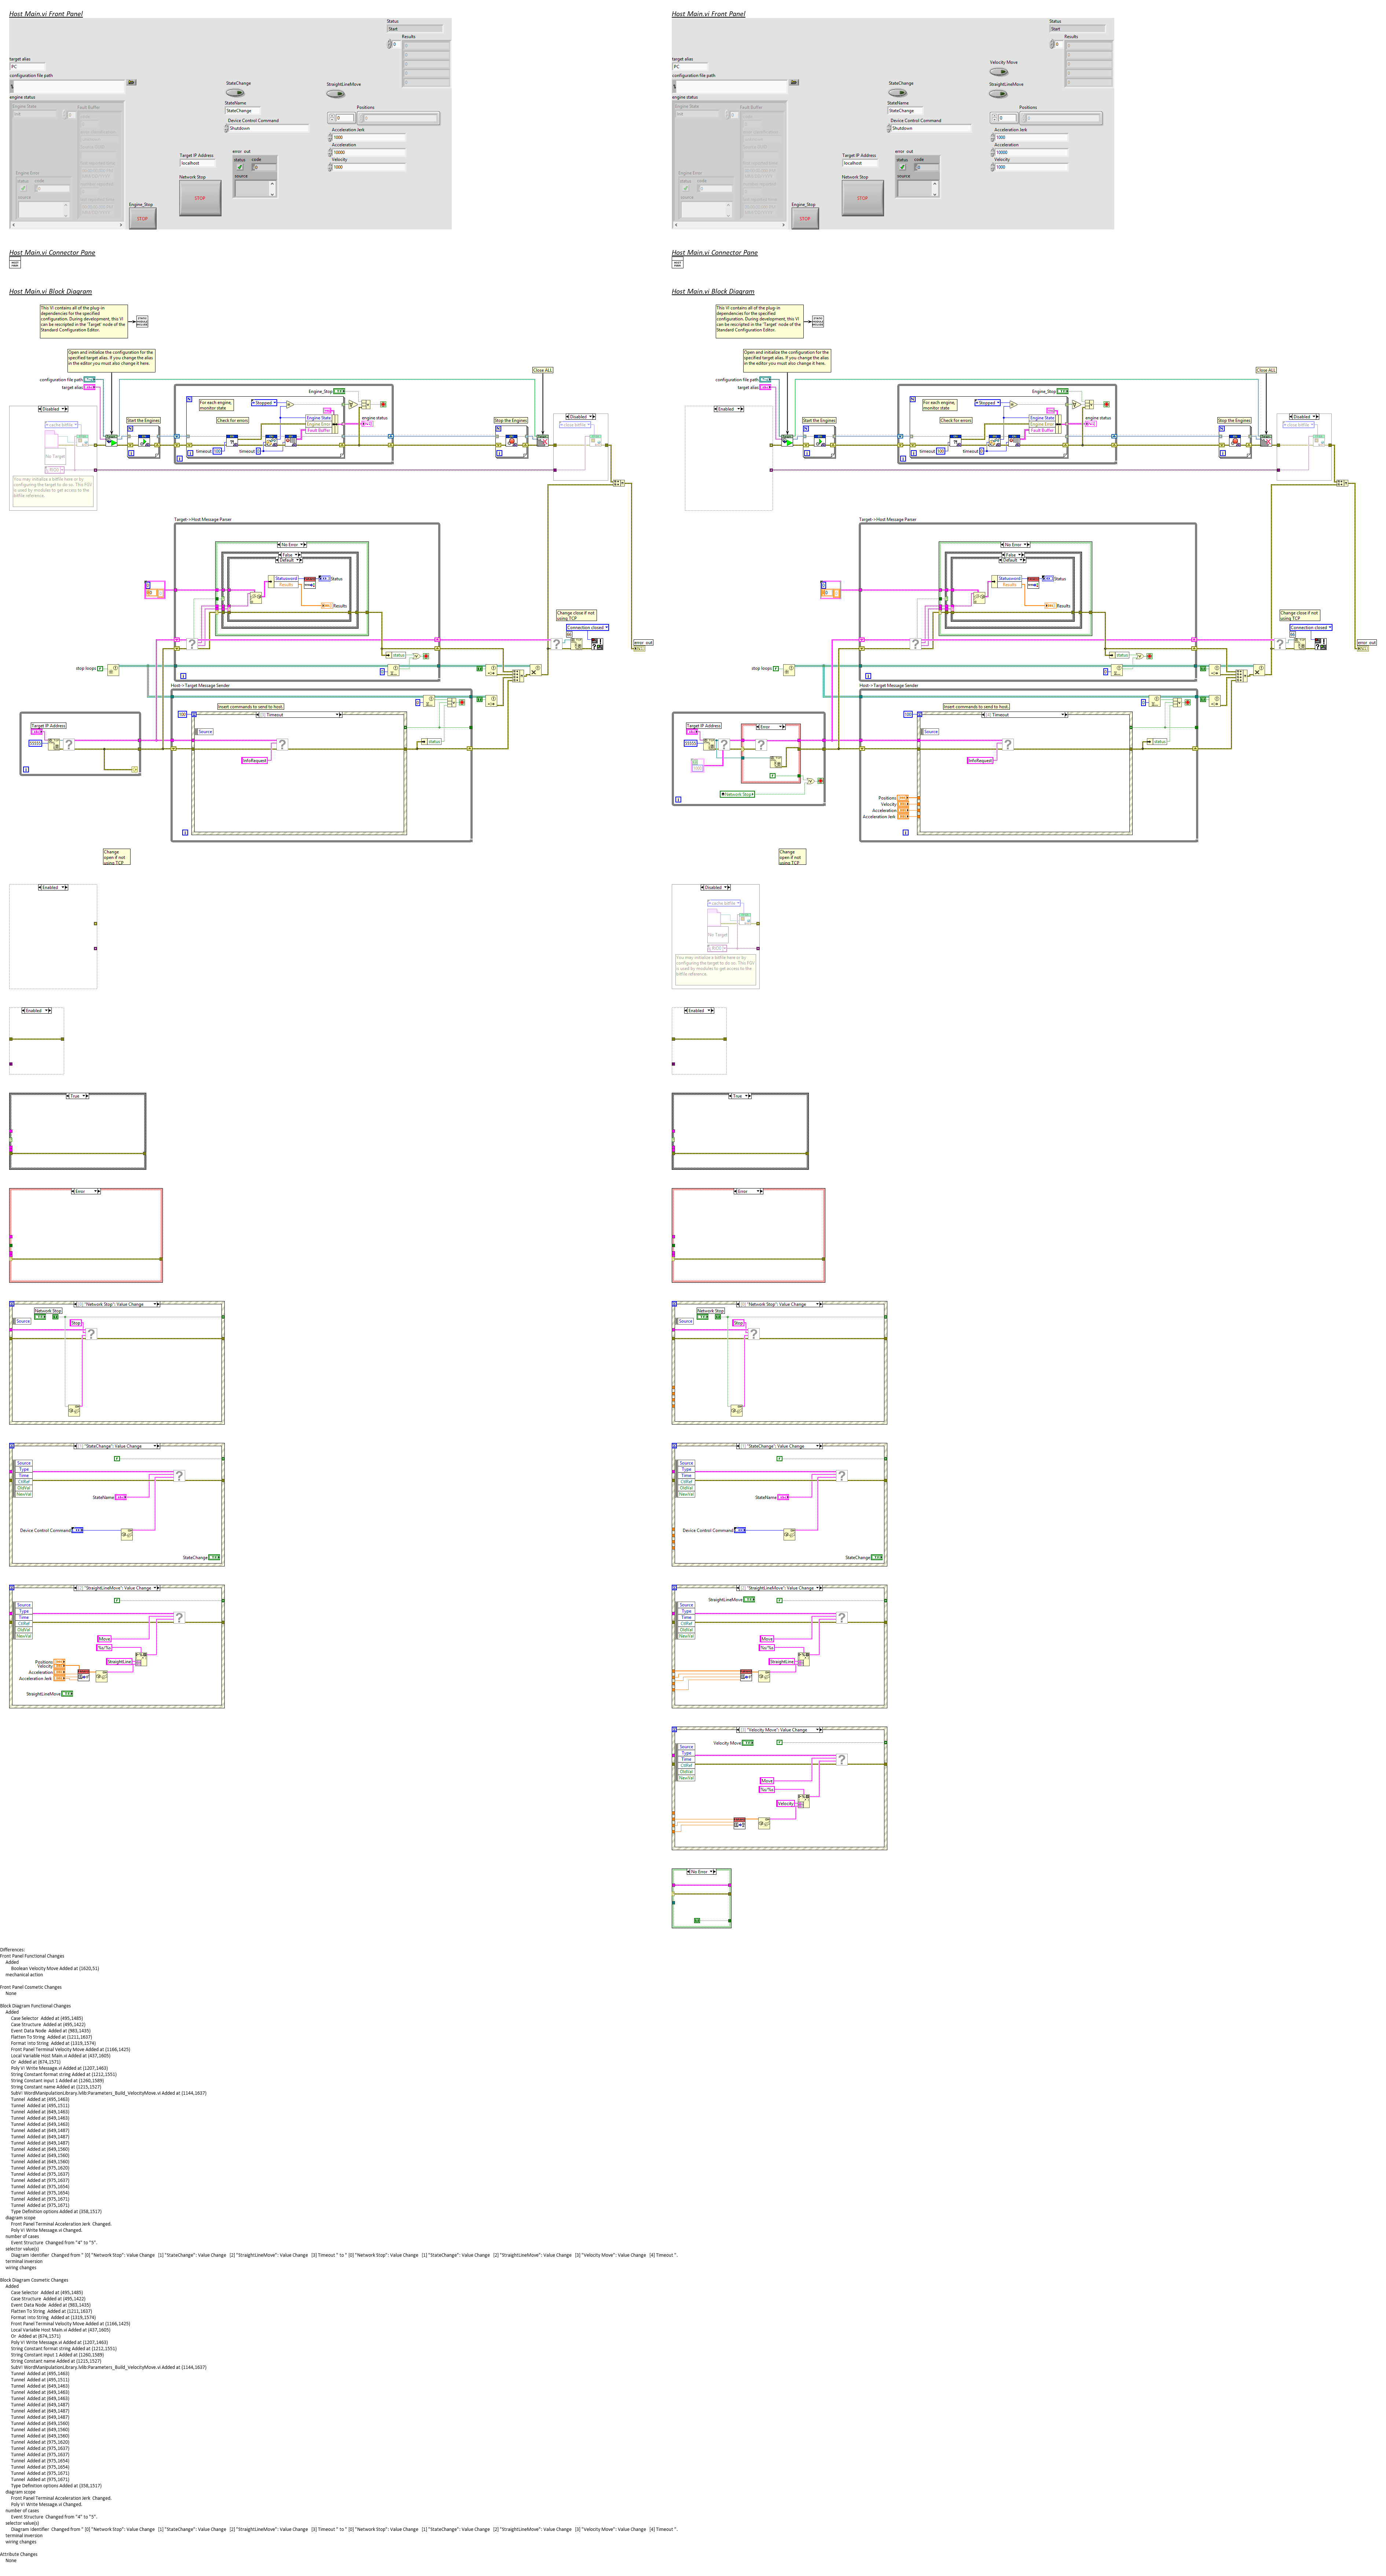 Host Main.vi Front Panel
Status
Start
Results
target alias
PC
configuration file path
engine status
Engine State
Fault Buffer
StateChange
StraightLineMove
StateName
StateChange
Positions
Device Control Command
Shutdown
Acceleration Jerk
1000
Acceleration
10000
Velocity
1000
Target IP Address
localhost
error out
status code
source
Network Stop
STOP
Engine Error
status code
source
Engine_Stop
STOP
Host Main.vi Connector Pane
Host Main.vi Block Diagram
This VI contains all of the plug-in
dependencies for the specified
configuration. During development, this VI
can be rescripted in the 'Target' node of the
Standard Configuration Editor.
Open and initialize the configuration for the
specified target alias. If you change the alias
in the editor you must also change it here.
Close ALL
configuration file path
target alias
Disabled
Start the Engines
For each engine,
monitor state
Stopped
Engine_Stop
Check for errors
Engine State
Engine Error
Fault Buffer
engine status
timeout 100
timeout 0
Stop the Engines
Disabled
No Target
You may initialize a bitfile here or by
configuring the target to do so. This FGV
is used by modules to get access to the
bitfile reference.
Target->Host Message Parser
No Error
False
Default
Statusword
Results
Status
Results
Change close if not
using TCP
Connection closed
66
error out
stop loops
status
Host->Target Message Sender
Insert commands to send to host.
100
[3] Timeout
Source
InfoRequest
status
Target IP Address
55555
Change
open if not
using TCP
Enabled
Enabled
True
Error
[0] "Network Stop": Value Change
Network Stop
Source
Stop
[1] "StateChange": Value Change
Source
Type
Time
CtlRef
OldVal
NewVal
StateName
Device Control Command
StateChange
[2] "StraightLineMove": Value Change
Source
Type
Time
CtlRef
OldVal
NewVal
Move
%s/%s
StraightLine
Positions
Velocity
Acceleration
Acceleration Jerk
StraightLineMove
Host Main.vi Front Panel
Status
Start
Results
target alias
PC
configuration file path
engine status
Engine State
Fault Buffer
Velocity Move
StateChange
StraightLineMove
StateName
StateChange
Positions
Device Control Command
Shutdown
Acceleration Jerk
1000
Acceleration
10000
Velocity
1000
Target IP Address
localhost
error out
status code
source
Network Stop
STOP
Engine Error
status code
source
Engine_Stop
STOP
Host Main.vi Connector Pane
Host Main.vi Block Diagram
This VI contains all of the plug-in
dependencies for the specified
configuration. During development, this VI
can be rescripted in the 'Target' node of the
Standard Configuration Editor.
Open and initialize the configuration for the
specified target alias. If you change the alias
in the editor you must also change it here.
Close ALL
configuration file path
target alias
Enabled
Start the Engines
For each engine,
monitor state
Stopped
Engine_Stop
Check for errors
Engine State
Engine Error
Fault Buffer
engine status
timeout 100
timeout 0
Stop the Engines
Disabled
Target->Host Message Parser
No Error
False
Default
Statusword
Results
Status
Results
Change close if not
using TCP
Connection closed
66
error out
stop loops
status
Host->Target Message Sender
Insert commands to send to host.
100
[4] Timeout
Source
InfoRequest
status
Target IP Address
55555
Error
Network Stop
Positions
Velocity
Acceleration
Acceleration Jerk
Change
open if not
using TCP
Disabled
No Target
You may initialize a bitfile here or by
configuring the target to do so. This FGV
is used by modules to get access to the
bitfile reference.
Enabled
True
Error
[0] "Network Stop": Value Change
Network Stop
Source
Stop
[1] "StateChange": Value Change
Source
Type
Time
CtlRef
OldVal
NewVal
StateName
Device Control Command
StateChange
[2] "StraightLineMove": Value Change
StraightLineMove
Source
Type
Time
CtlRef
OldVal
NewVal
Move
%s/%s
StraightLine
[3] "Velocity Move": Value Change
Velocity Move
Source
Type
Time
CtlRef
OldVal
NewVal
Move
%s/%s
Velocity
No Error
Differences:
Front Panel Functional Changes
Added
Boolean Velocity Move Added at (1620,51)
mechanical action
Front Panel Cosmetic Changes
None
Block Diagram Functional Changes
Added
Case Selector Added at (495,1485)
Case Structure Added at (495,1422)
Event Data Node Added at (983,1435)
Flatten To String Added at (1211,1637)
Format Into String Added at (1319,1574)
Front Panel Terminal Velocity Move Added at (1166,1425)
Local Variable Host Main.vi Added at (437,1605)
Or Added at (674,1571)
Poly VI Write Message.vi Added at (1207,1463)
String Constant format string Added at (1212,1551)
String Constant input 1 Added at (1260,1589)
String Constant name Added at (1215,1527)
SubVI WordManipulationLibrary.lvlib:Parameters_Build_VelocityMove.vi Added at (1144,1637)
Tunnel Added at (495,1463)
Tunnel Added at (495,1511)
Tunnel Added at (649,1463)
Tunnel Added at (649,1463)
Tunnel Added at (649,1463)
Tunnel Added at (649,1487)
Tunnel Added at (649,1487)
Tunnel Added at (649,1487)
Tunnel Added at (649,1560)
Tunnel Added at (649,1560)
Tunnel Added at (649,1560)
Tunnel Added at (975,1620)
Tunnel Added at (975,1637)
Tunnel Added at (975,1637)
Tunnel Added at (975,1654)
Tunnel Added at (975,1654)
Tunnel Added at (975,1671)
Tunnel Added at (975,1671)
Type Definition options Added at (358,1517)
diagram scope
Front Panel Terminal Acceleration Jerk Changed.
Poly VI Write Message.vi Changed.
number of cases
Event Structure Changed from "4" to "5".
selector value(s)
Diagram Identifier Changed from " [0] "Network Stop": Value Change [1] "StateChange": Value Change [2] "StraightLineMove": Value Change [3] Timeout " to " [0] "Network Stop": Value Change [1] "StateChange": Value Change [2] "StraightLineMove": Value Change [3] "Velocity Move": Value Change [4] Timeout ".
terminal inversion
wiring changes
Block Diagram Cosmetic Changes
Added
Case Selector Added at (495,1485)
Case Structure Added at (495,1422)
Event Data Node Added at (983,1435)
Flatten To String Added at (1211,1637)
Format Into String Added at (1319,1574)
Front Panel Terminal Velocity Move Added at (1166,1425)
Local Variable Host Main.vi Added at (437,1605)
Or Added at (674,1571)
Poly VI Write Message.vi Added at (1207,1463)
String Constant format string Added at (1212,1551)
String Constant input 1 Added at (1260,1589)
String Constant name Added at (1215,1527)
SubVI WordManipulationLibrary.lvlib:Parameters_Build_VelocityMove.vi Added at (1144,1637)
Tunnel Added at (495,1463)
Tunnel Added at (495,1511)
Tunnel Added at (649,1463)
Tunnel Added at (649,1463)
Tunnel Added at (649,1463)
Tunnel Added at (649,1487)
Tunnel Added at (649,1487)
Tunnel Added at (649,1487)
Tunnel Added at (649,1560)
Tunnel Added at (649,1560)
Tunnel Added at (649,1560)
Tunnel Added at (975,1620)
Tunnel Added at (975,1637)
Tunnel Added at (975,1637)
Tunnel Added at (975,1654)
Tunnel Added at (975,1654)
Tunnel Added at (975,1671)
Tunnel Added at (975,1671)
Type Definition options Added at (358,1517)
diagram scope
Front Panel Terminal Acceleration Jerk Changed.
Poly VI Write Message.vi Changed.
number of cases
Event Structure Changed from "4" to "5".
selector value(s)
Diagram Identifier Changed from " [0] "Network Stop": Value Change [1] "StateChange": Value Change [2] "StraightLineMove": Value Change [3] Timeout " to " [0] "Network Stop": Value Change [1] "StateChange": Value Change [2] "StraightLineMove": Value Change [3] "Velocity Move": Value Change [4] Timeout ".
terminal inversion
wiring changes
Attribute Changes
None